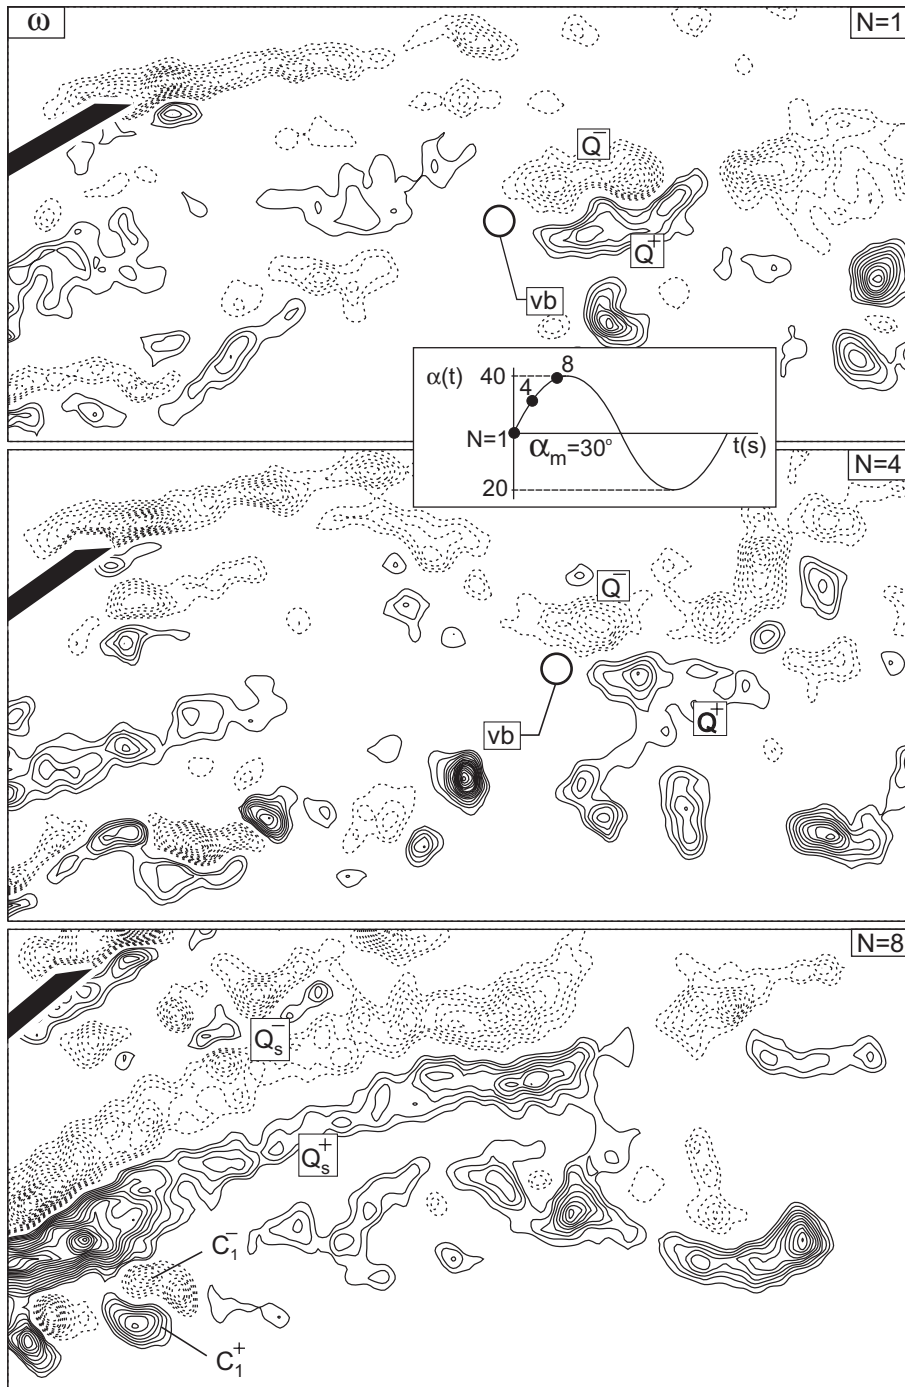 ω
N=1
Q⁻
Q⁺
vb
α(t)
40
4
8
N=1
αₘ=30°
t(s)
20
N=4
Q⁻
Q⁺
vb
N=8
Qₛ⁻
Qₛ⁺
C₁⁻
C₁⁺